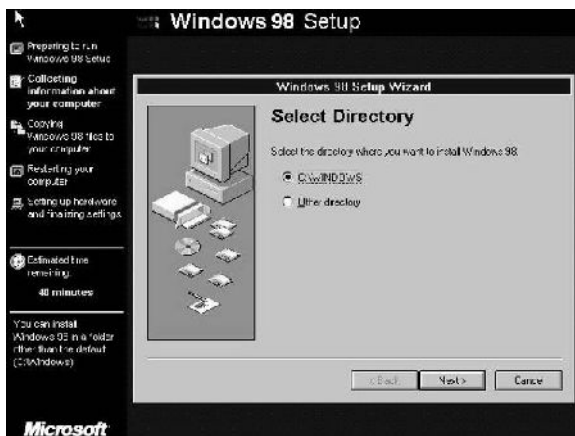 Windows 98 Setup
Preparing to run
Windows 98 Setup
Collecting
information about
your computer
Copying
Windows 98 files to
your computer
Restarting your
computer
Setting up hardware
and finalizing settings
Estimated time
remaining:
48 minutes
You can install
Windows 98 in a folder
other than the default
(C:\Windows)
Microsoft
Windows 98 Setup Wizard
Select Directory
Select the directory where you want to install Windows 98.
C:\WINDOWS
Other directory
< Back
Next >
Cancel